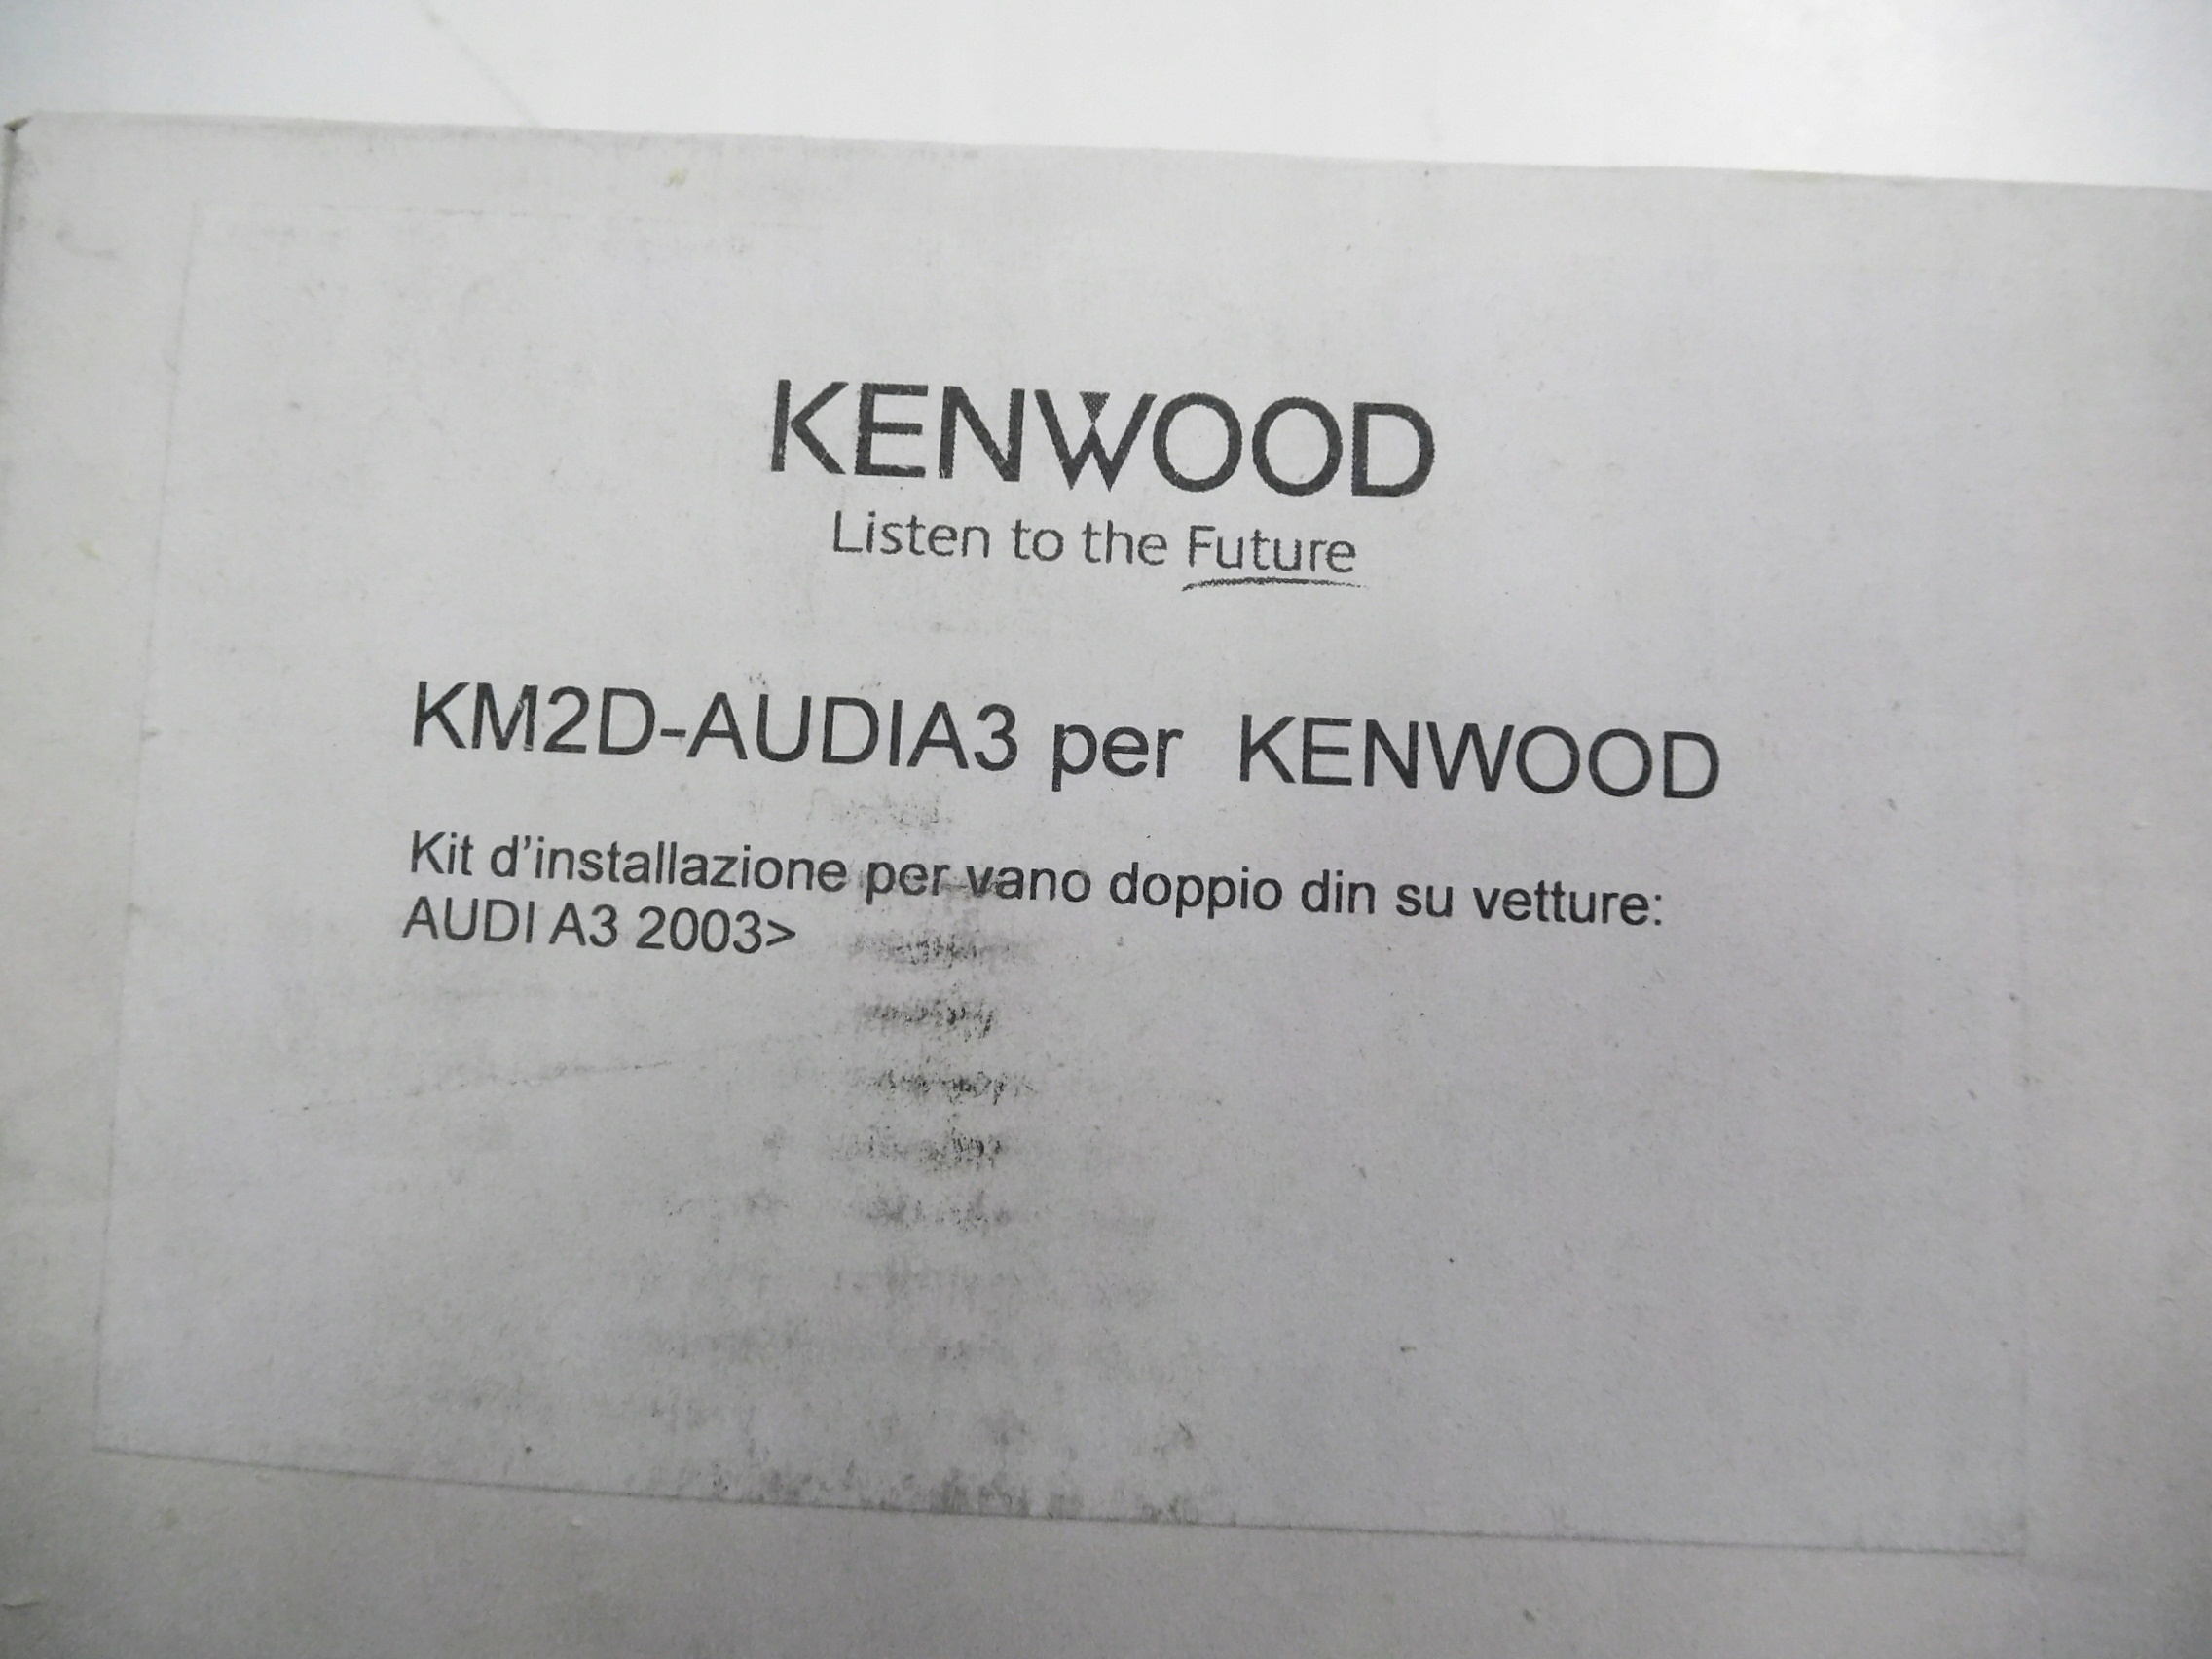 KENWOOD
Listen to the Future
KM2D-AUDIA3 per KENWOOD
Kit d’installazione per vano doppio din su vetture:
AUDI A3 2003>